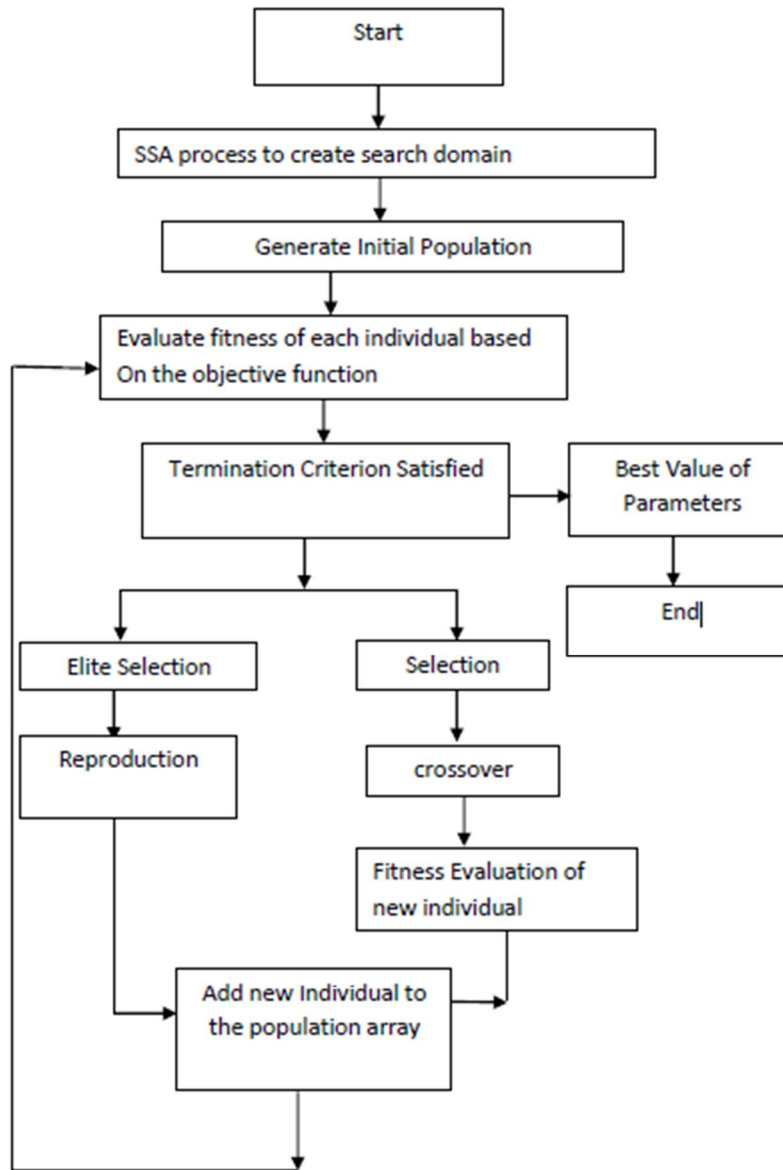 Start
SSA process to create search domain
Generate Initial Population
Evaluate fitness of each individual based
On the objective function
Termination Criterion Satisfied
Best Value of
Parameters
End
Elite Selection
Selection
Reproduction
crossover
Fitness Evaluation of
new individual
Add new Individual to
the population array